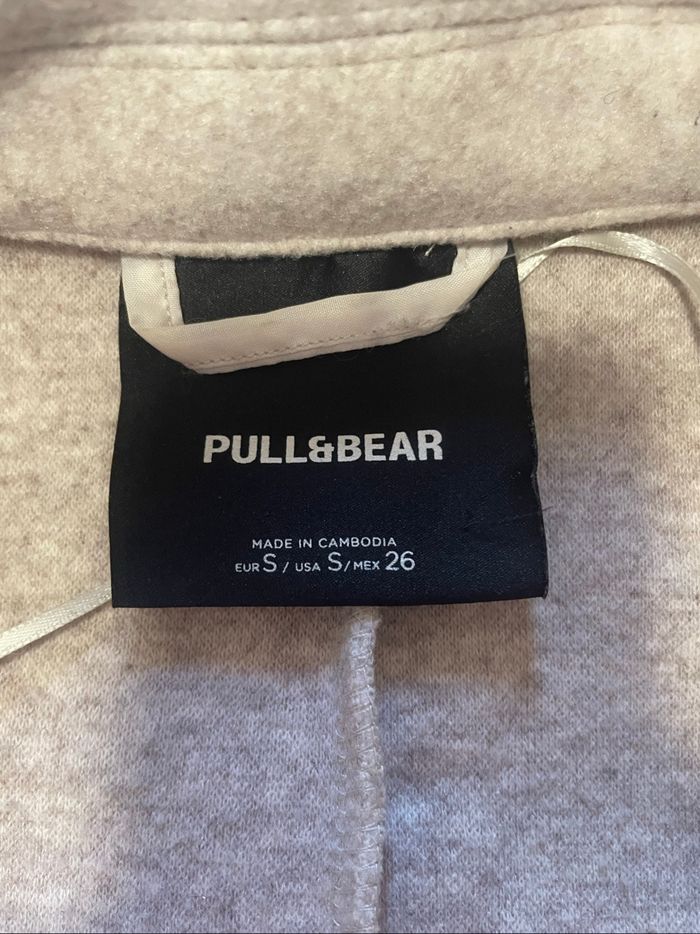 PULL&BEAR
MADE IN CAMBODIA
EUR S / USA S / MEX 26